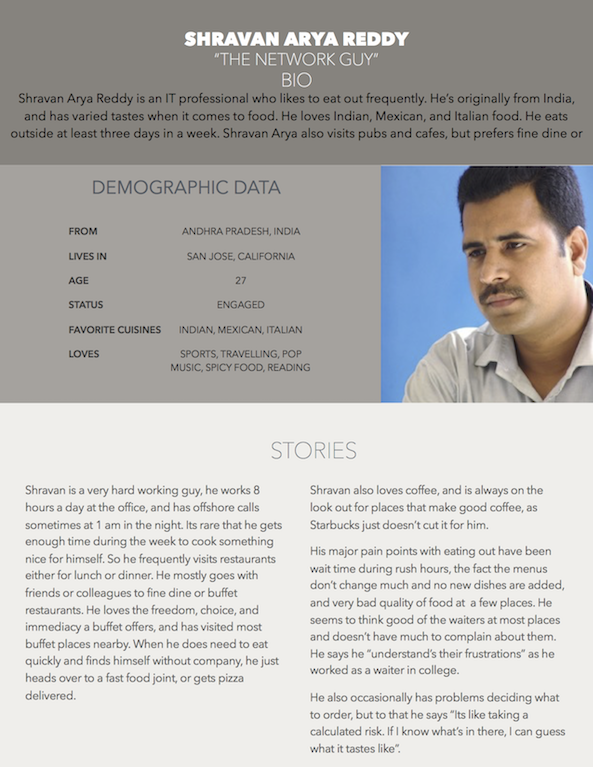 SHRAVAN ARYA REDDY
“THE NETWORK GUY”
BIO
Shravan Arya Reddy is an IT professional who likes to eat out frequently. He’s originally from India,
and has varied tastes when it comes to food. He loves Indian, Mexican, and Italian food. He eats
outside at least three days in a week. Shravan Arya also visits pubs and cafes, but prefers fine dine or
DEMOGRAPHIC DATA
FROM ANDHRA PRADESH, INDIA
LIVES IN SAN JOSE, CALIFORNIA
AGE 27
STATUS ENGAGED
FAVORITE CUISINES INDIAN, MEXICAN, ITALIAN
LOVES SPORTS, TRAVELLING, POP
MUSIC, SPICY FOOD, READING
STORIES
Shravan is a very hard working guy, he works 8
hours a day at the office, and has offshore calls
sometimes at 1 am in the night. Its rare that he gets
enough time during the week to cook something
nice for himself. So he frequently visits restaurants
either for lunch or dinner. He mostly goes with
friends or colleagues to fine dine or buffet
restaurants. He loves the freedom, choice, and
immediacy a buffet offers, and has visited most
buffet places nearby. When he does need to eat
quickly and finds himself without company, he just
heads over to a fast food joint, or gets pizza
delivered.
Shravan also loves coffee, and is always on the
look out for places that make good coffee, as
Starbucks just doesn’t cut it for him.
His major pain points with eating out have been
wait time during rush hours, the fact the menus
don’t change much and no new dishes are added,
and very bad quality of food at a few places. He
seems to think good of the waiters at most places
and doesn’t have much to complain about them.
He says he “understand’s their frustrations” as he
worked as a waiter in college.
He also occasionally has problems deciding what
to order, but to that he says “Its like taking a
calculated risk. If I know what’s in there, I can guess
what it tastes like”.